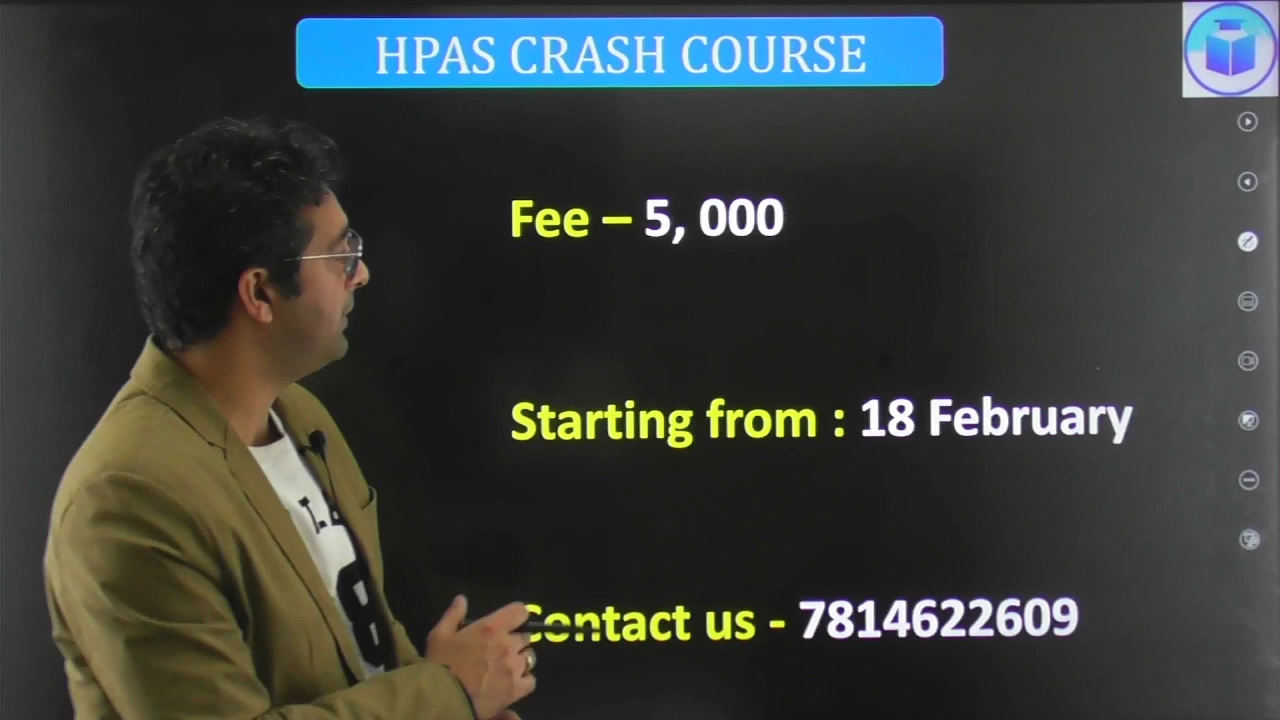 HPAS CRASH COURSE
Fee – 5, 000
Starting from : 18 February
Contact us - 7814622609